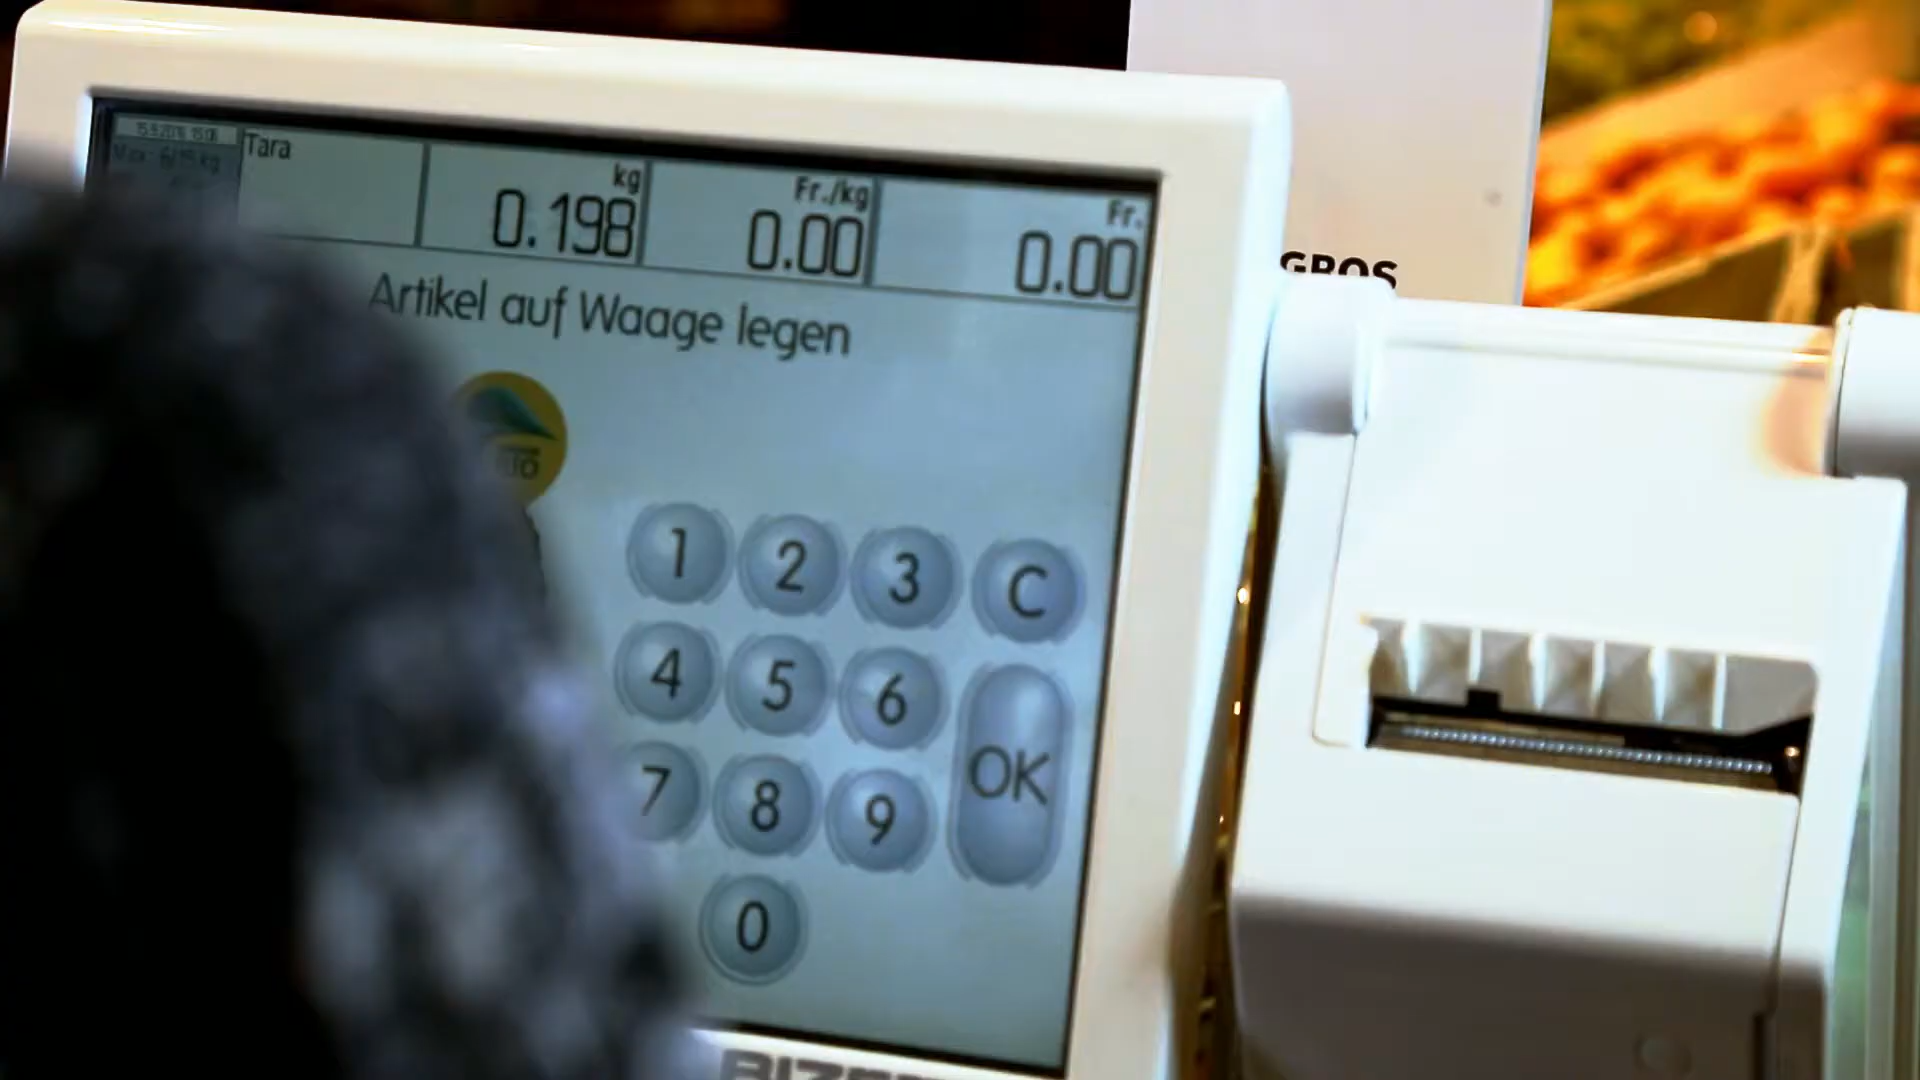 Tara
kg
0.198
Fr./kg
0.00
Fr.
0.00
Artikel auf Waage legen
1 2 3 C
4 5 6
OK
7 8 9
0
GROS